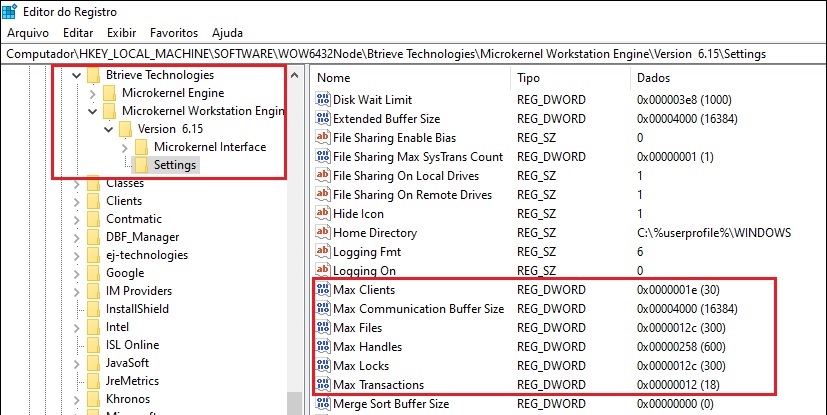 Editor do Registro
Arquivo Editar Exibir Favoritos Ajuda
Computador\HKEY_LOCAL_MACHINE\SOFTWARE\WOW6432Node\Btrieve Technologies\Microkernel Workstation Engine\Version 6.15\Settings
Btrieve Technologies
Microkernel Engine
Microkernel Workstation Engin
Version 6.15
Microkernel Interface
Settings
Classes
Clients
Contmatic
DBF_Manager
ej-technologies
Google
IM Providers
InstallShield
Intel
ISL Online
JavaSoft
JreMetrics
Khronos
Nome Tipo Dados
Disk Wait Limit REG_DWORD 0x000003e8 (1000)
Extended Buffer Size REG_DWORD 0x00004000 (16384)
File Sharing Enable Bias REG_SZ 0
File Sharing Max SysTrans Count REG_DWORD 0x00000001 (1)
File Sharing On Local Drives REG_SZ 1
File Sharing On Remote Drives REG_SZ 1
Hide Icon REG_SZ 1
Home Directory REG_SZ C:\%userprofile%\WINDOWS
Logging Fmt REG_SZ 6
Logging On REG_SZ 0
Max Clients REG_DWORD 0x0000001e (30)
Max Communication Buffer Size REG_DWORD 0x00004000 (16384)
Max Files REG_DWORD 0x0000012c (300)
Max Handles REG_DWORD 0x00000258 (600)
Max Locks REG_DWORD 0x0000012c (300)
Max Transactions REG_DWORD 0x00000012 (18)
Merge Sort Buffer Size REG_DWORD 0x00000000 (0)